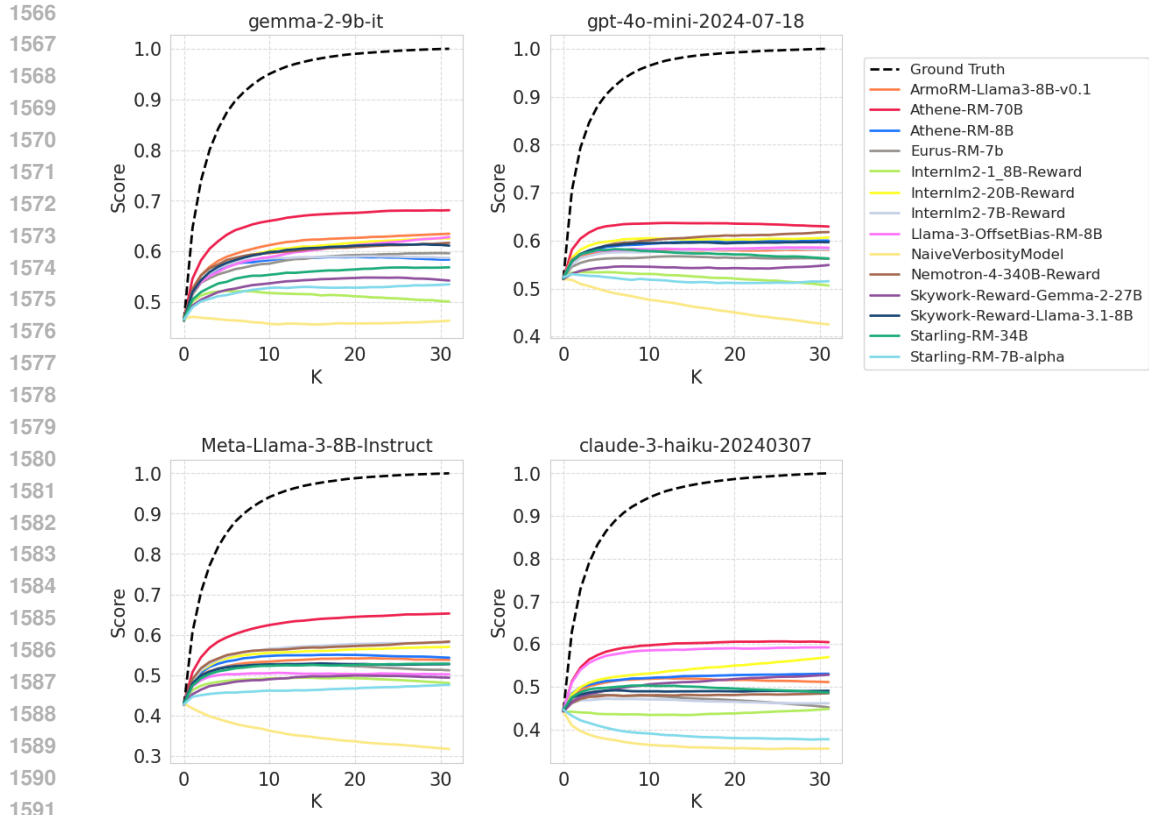 1566
1567
1568
1569
1570
1571
1572
1573
1574
1575
1576
1577
1578
1579
1580
1581
1582
1583
1584
1585
1586
1587
1588
1589
1590
1591
gemma-2-9b-it
1.0
0.9
0.8
0.7
0.6
0.5
Score
0
10
20
30
K
gpt-4o-mini-2024-07-18
1.0
0.9
0.8
0.7
0.6
0.5
0.4
Score
0
10
20
30
K
Ground Truth
ArmoRM-Llama3-8B-v0.1
Athene-RM-70B
Athene-RM-8B
Eurus-RM-7b
InternIm2-1_8B-Reward
InternIm2-20B-Reward
InternIm2-7B-Reward
Llama-3-OffsetBias-RM-8B
NaiveVerbosityModel
Nemotron-4-340B-Reward
Skywork-Reward-Gemma-2-27B
Skywork-Reward-Llama-3.1-8B
Starling-RM-34B
Starling-RM-7B-alpha
Meta-Llama-3-8B-Instruct
1.0
0.9
0.8
0.7
0.6
0.5
0.4
0.3
Score
0
10
20
30
K
claude-3-haiku-20240307
1.0
0.9
0.8
0.7
0.6
0.5
0.4
Score
0
10
20
30
K